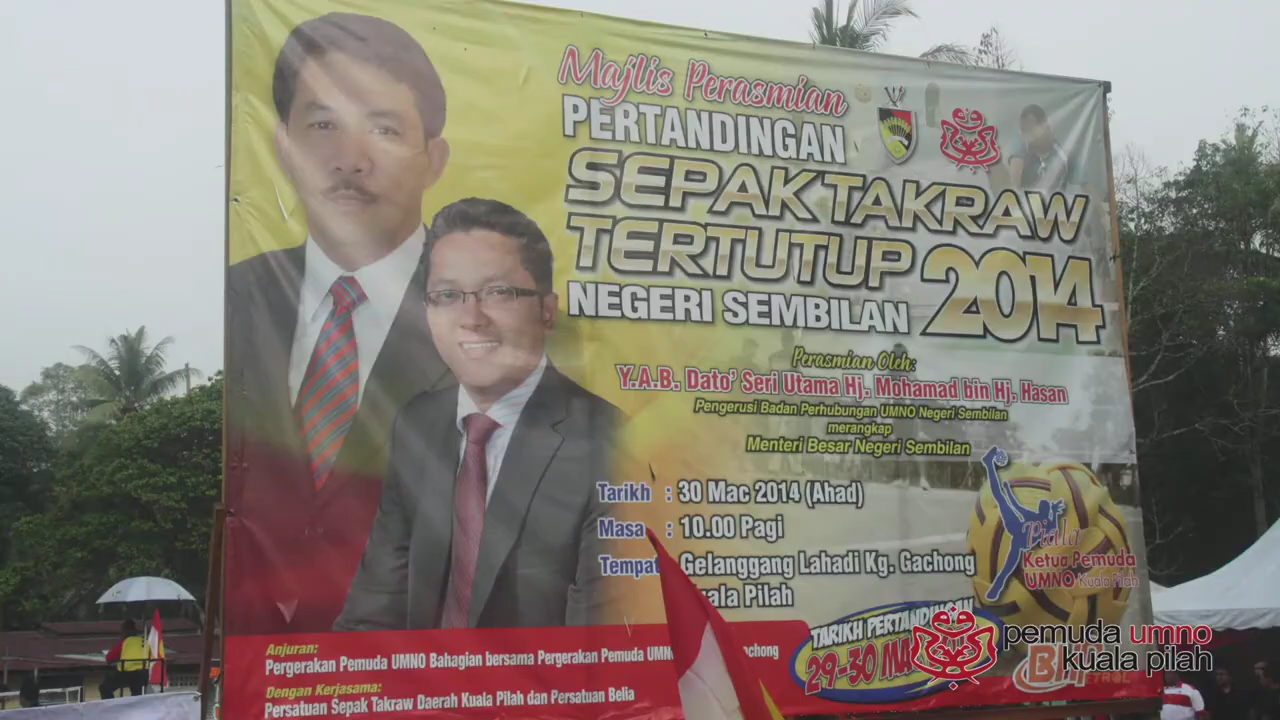 Majlis Perasmian
PERTANDINGAN
SEPAKTAKRAW
TERTUTUP 2014
NEGERI SEMBILAN
Perasmian Oleh:
Y.A.B. Dato' Seri Utama Hj. Mohamad bin Hj. Hasan
Pengerusi Badan Perhubungan UMNO Negeri Sembilan
merangkap
Menteri Besar Negeri Sembilan
Tarikh : 30 Mac 2014 (Ahad)
Masa : 10.00 Pagi
Tempat Gelanggang Lahadi Kg. Gachong
Kuala Pilah
Piala
Ketua Pemuda
UMNO Kuala Pilah
Anjuran:
Pergerakan Pemuda UMNO Bahagian bersama Pergerakan Pemuda UMNO Gachong
Dengan Kerjasama:
Persatuan Sepak Takraw Daerah Kuala Pilah dan Persatuan Belia
TARIKH PERTANDINGAN
29-30
pemuda umno
kuala pilah